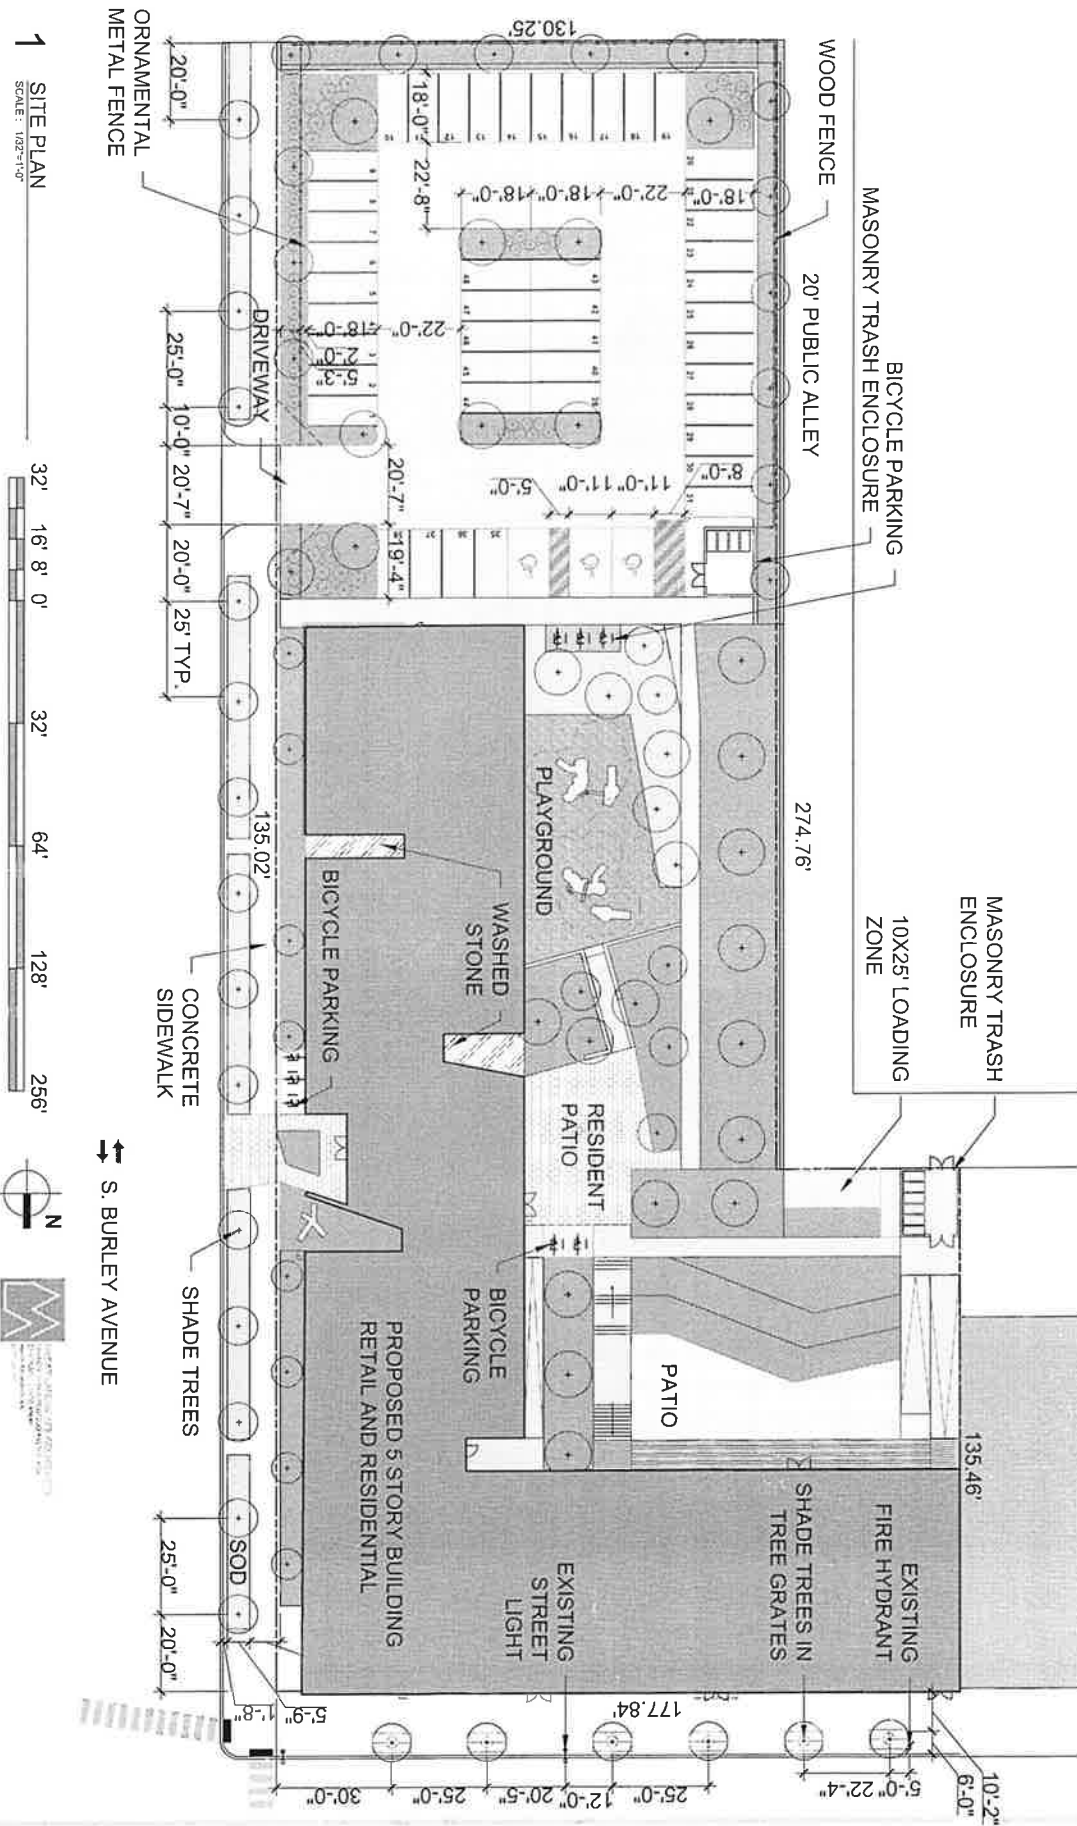 1
SITE PLAN
SCALE : 1/32"=1'-0"
ORNAMENTAL
METAL FENCE
130.25'
WOOD FENCE
MASONRY TRASH ENCLOSURE
BICYCLE PARKING
20' PUBLIC ALLEY
274.76'
10X25' LOADING
ZONE
MASONRY TRASH
ENCLOSURE
20'-0"
25'-0"
10'-0"
20'-7"
20'-0"
25' TYP.
18'-0"
22'-8"
18'-0"
18'-0"
22'-0"
18'-0"
22'-0"
18'-0"
2'-0"
5'-3"
DRIVEWAY
20'-7"
19'-4"
5'-0"
11'-0"
11'-0"
8'-0"
PLAYGROUND
WASHED
STONE
BICYCLE PARKING
135.02'
CONCRETE
SIDEWALK
RESIDENT
PATIO
BICYCLE
PARKING
PATIO
PROPOSED 5 STORY BUILDING
RETAIL AND RESIDENTIAL
SHADE TREES
SOD
25'-0"
20'-0"
EXISTING
STREET
LIGHT
SHADE TREES IN
TREE GRATES
EXISTING
FIRE HYDRANT
135.46'
177.84'
5'-9"
1'-8"
30'-0"
25'-0"
20'-5"
12'-0"
25'-0"
22'-4"
5'-0"
6'-0"
10'-2"
S. BURLEY AVENUE
N
32' 16' 8' 0' 32' 64' 128' 256'